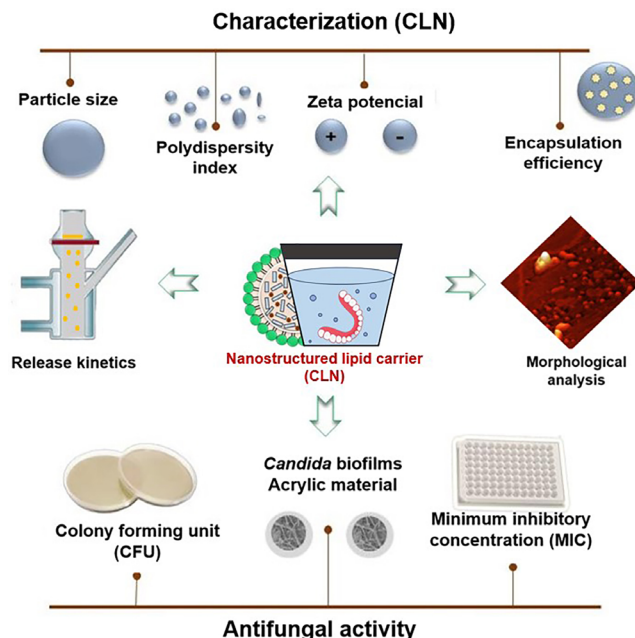 Characterization (CLN)
Particle size
Polydispersity
index
Zeta potencial
+
-
Encapsulation
efficiency
Release kinetics
Nanostructured lipid carrier
(CLN)
Morphological
analysis
Colony forming unit
(CFU)
Candida biofilms
Acrylic material
Minimum inhibitory
concentration (MIC)
Antifungal activity